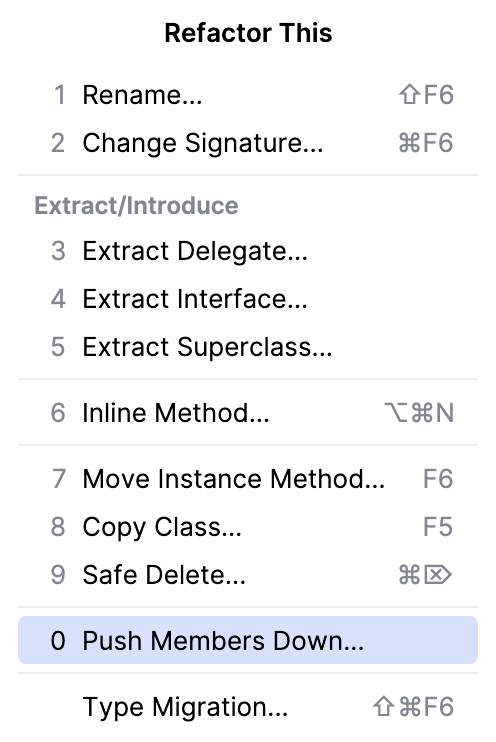 Refactor This
1 Rename... ⇧F6
2 Change Signature... ⌘F6
Extract/Introduce
3 Extract Delegate...
4 Extract Interface...
5 Extract Superclass...
6 Inline Method... ⌥⌘N
7 Move Instance Method... F6
8 Copy Class... F5
9 Safe Delete... ⌘⌦
0 Push Members Down...
Type Migration... ⇧⌘F6